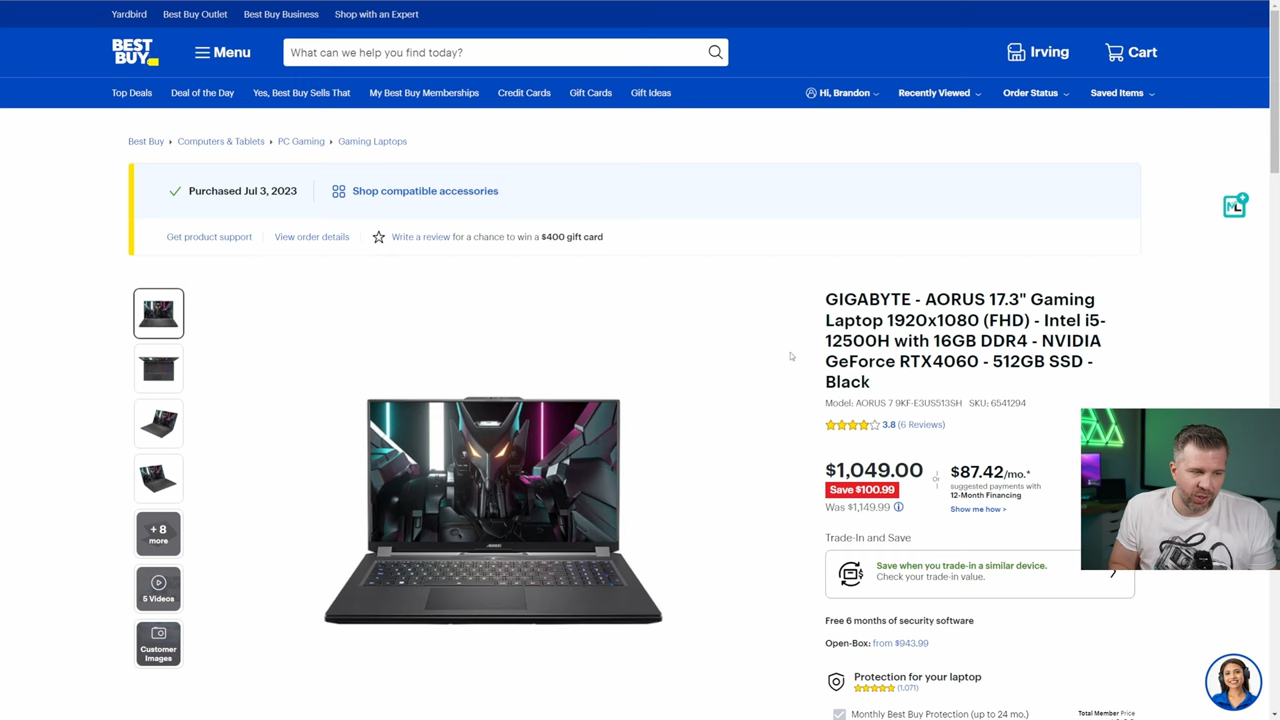 Yardbird Best Buy Outlet Best Buy Business Shop with an Expert
BEST BUY Menu What can we help you find today? Irving Cart
Top Deals Deal of the Day Yes, Best Buy Sells That My Best Buy Memberships Credit Cards Gift Cards Gift Ideas Hi, Brandon Recently Viewed Order Status Saved Items
Best Buy Computers & Tablets PC Gaming Gaming Laptops
Purchased Jul 3, 2023 Shop compatible accessories
Get product support View order details Write a review for a chance to win a $400 gift card
+ 8
more
5 Videos
Customer
Images
GIGABYTE - AORUS 17.3" Gaming
Laptop 1920x1080 (FHD) - Intel i5-
12500H with 16GB DDR4 - NVIDIA
GeForce RTX4060 - 512GB SSD -
Black
Model: AORUS 7 9KF-E3US513SH SKU: 6541294
3.8 (6 Reviews)
$1,049.00
Save $100.99
Was $1,149.99
or
$87.42/mo.*
suggested payments with
12-Month Financing
Show me how >
Trade-In and Save
Save when you trade-in a similar device.
Check your trade-in value.
Free 6 months of security software
Open-Box: from $943.99
Protection for your laptop
(1,071)
Monthly Best Buy Protection (up to 24 mo.) Total Member Price